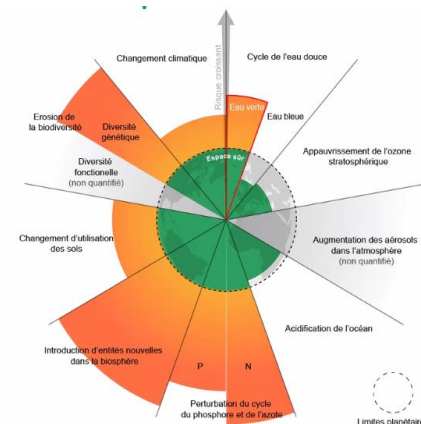 Changement climatique
Cycle de l'eau douce
Risque croissant
Eau verte
Eau bleue
Erosion de
la biodiversité
Diversité
génétique
Espace sûr
Appauvrissement de l'ozone
stratosphérique
Diversité
fonctionelle
(non quantifié)
Changement d'utilisation
des sols
Augmentation des aérosols
dans l'atmosphère
(non quantifié)
Acidification de l'océan
Introduction d'entités nouvelles
dans la biosphère
P
N
Perturbation du cycle
du phosphore et de l'azote
Limites planétair